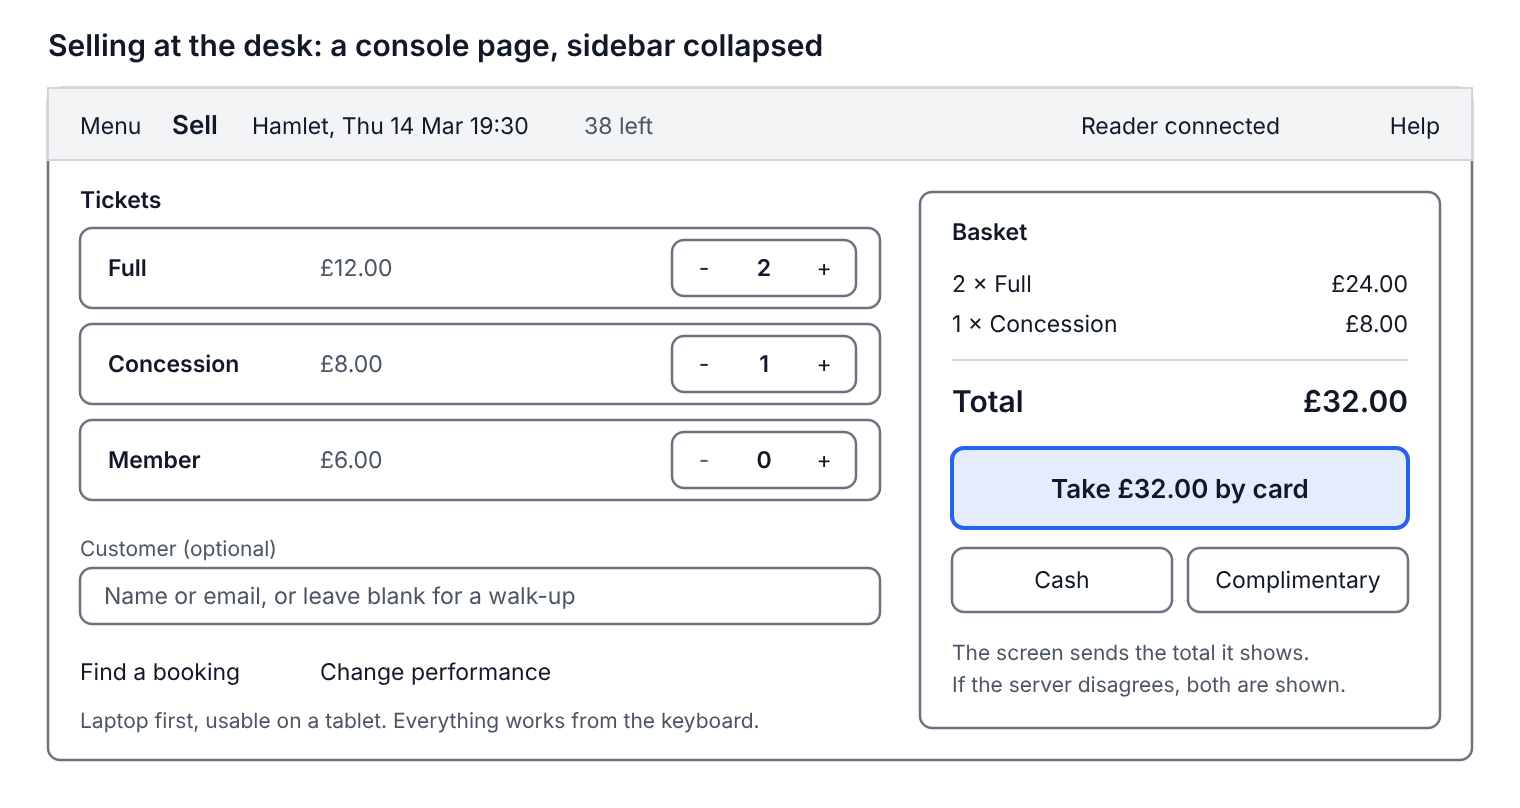 Selling at the desk: a console page, sidebar collapsed
Menu Sell Hamlet, Thu 14 Mar 19:30 38 left Reader connected Help
Tickets
Full £12.00 - 2 +
Concession £8.00 - 1 +
Member £6.00 - 0 +
Customer (optional)
Name or email, or leave blank for a walk-up
Find a booking Change performance
Laptop first, usable on a tablet. Everything works from the keyboard.
Basket
2 × Full £24.00
1 × Concession £8.00
Total £32.00
Take £32.00 by card
Cash Complimentary
The screen sends the total it shows.
If the server disagrees, both are shown.